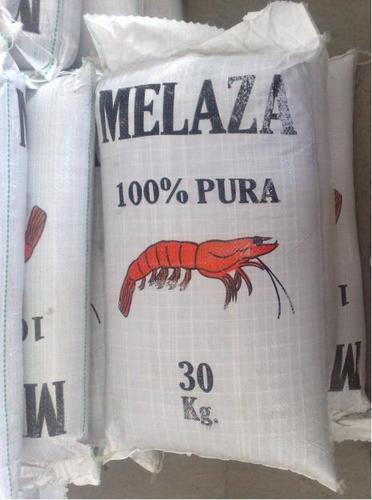 MELAZA
100% PURA
30
Kg.